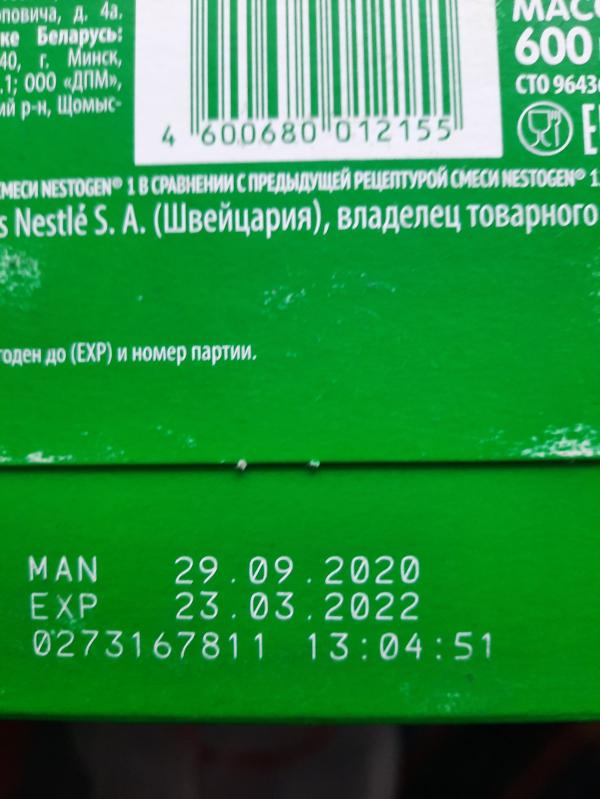 повича, д. 4а.
ке Беларусь:
40, г. Минск,
.1; ООО «ДПМ»,
ий р-н, Щомыс-
МАСС
600
СТО 9643
4 600680 012155
СМЕСИ NESTOGEN® 1 В СРАВНЕНИИ С ПРЕДЫДУЩЕЙ РЕЦЕПТУРОЙ СМЕСИ NESTOGEN® 1.
s Nestlé S. A. (Швейцария), владелец товарного
годен до (EXP) и номер партии.
MAN 29.09.2020
EXP 23.03.2022
0273167811 13:04:51